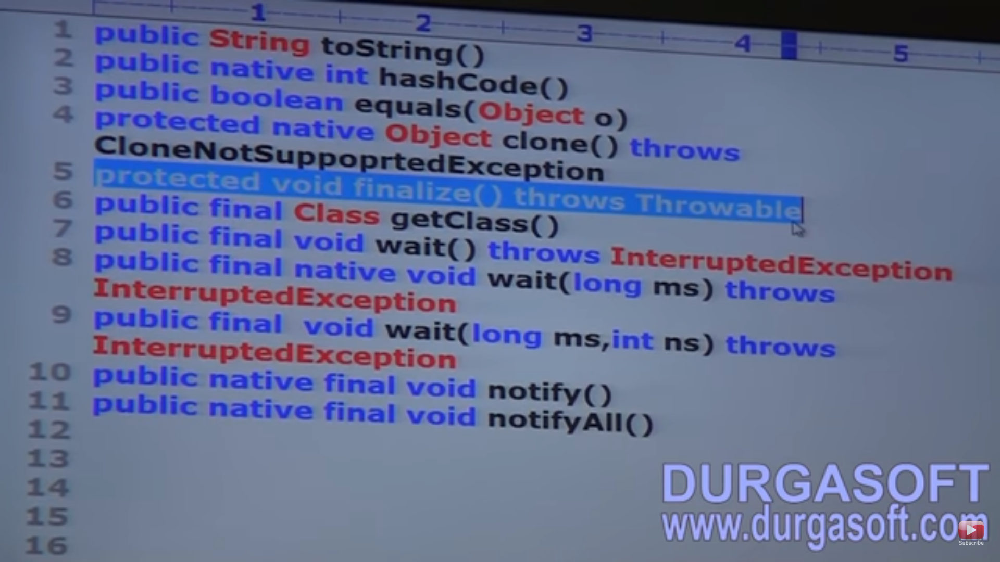 1 2 3 4 5
1 public String toString()
2 public native int hashCode()
3 public boolean equals(Object o)
4 protected native Object clone() throws
CloneNotSuppoprtedException
5 protected void finalize() throws Throwable
6 public final Class getClass()
7 public final void wait() throws InterruptedException
8 public final native void wait(long ms) throws
InterruptedException
9 public final  void wait(long ms,int ns) throws
InterruptedException
10 public native final void notify()
11 public native final void notifyAll()
12
13
14
15
16
DURGASOFT
www.durgasoft.com
Subscribe